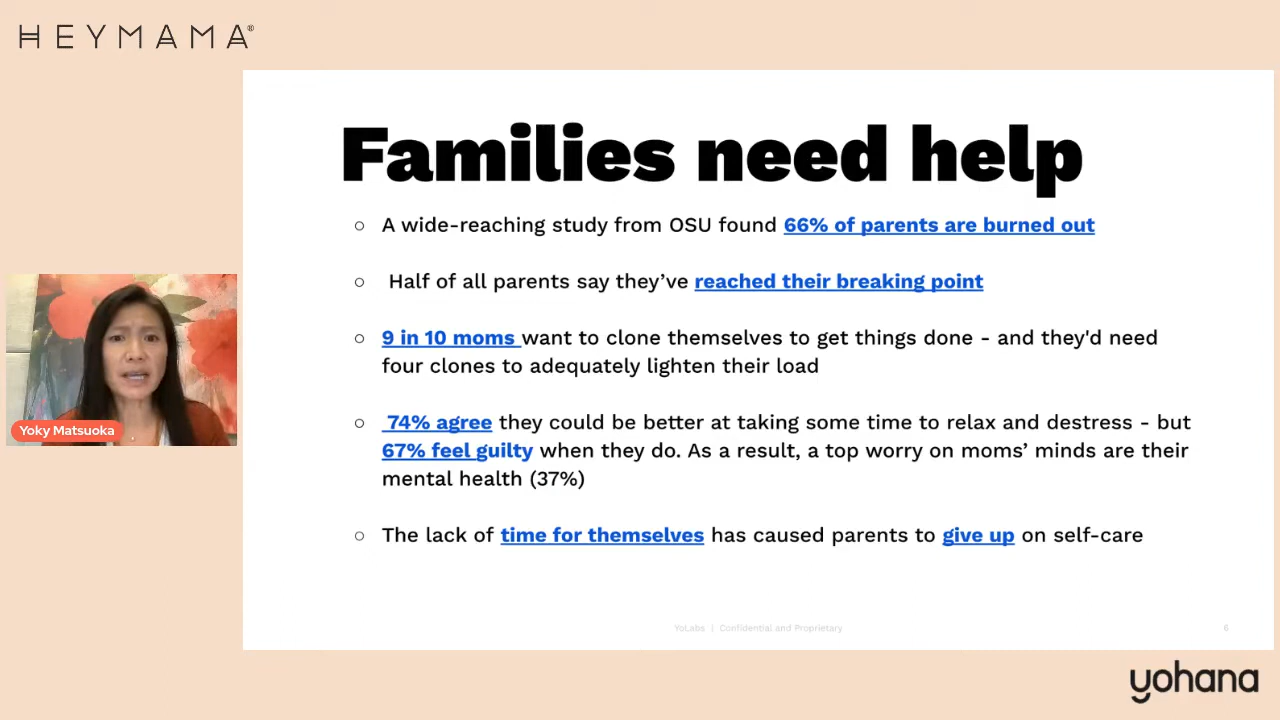 HEYMAMA®
Families need help
○ A wide-reaching study from OSU found 66% of parents are burned out
○ Half of all parents say they’ve reached their breaking point
○ 9 in 10 moms want to clone themselves to get things done - and they'd need
four clones to adequately lighten their load
○ 74% agree they could be better at taking some time to relax and destress - but
67% feel guilty when they do. As a result, a top worry on moms’ minds are their
mental health (37%)
○ The lack of time for themselves has caused parents to give up on self-care
Yoky Matsuoka
YoLabs | Confidential and Proprietary
6
yohana